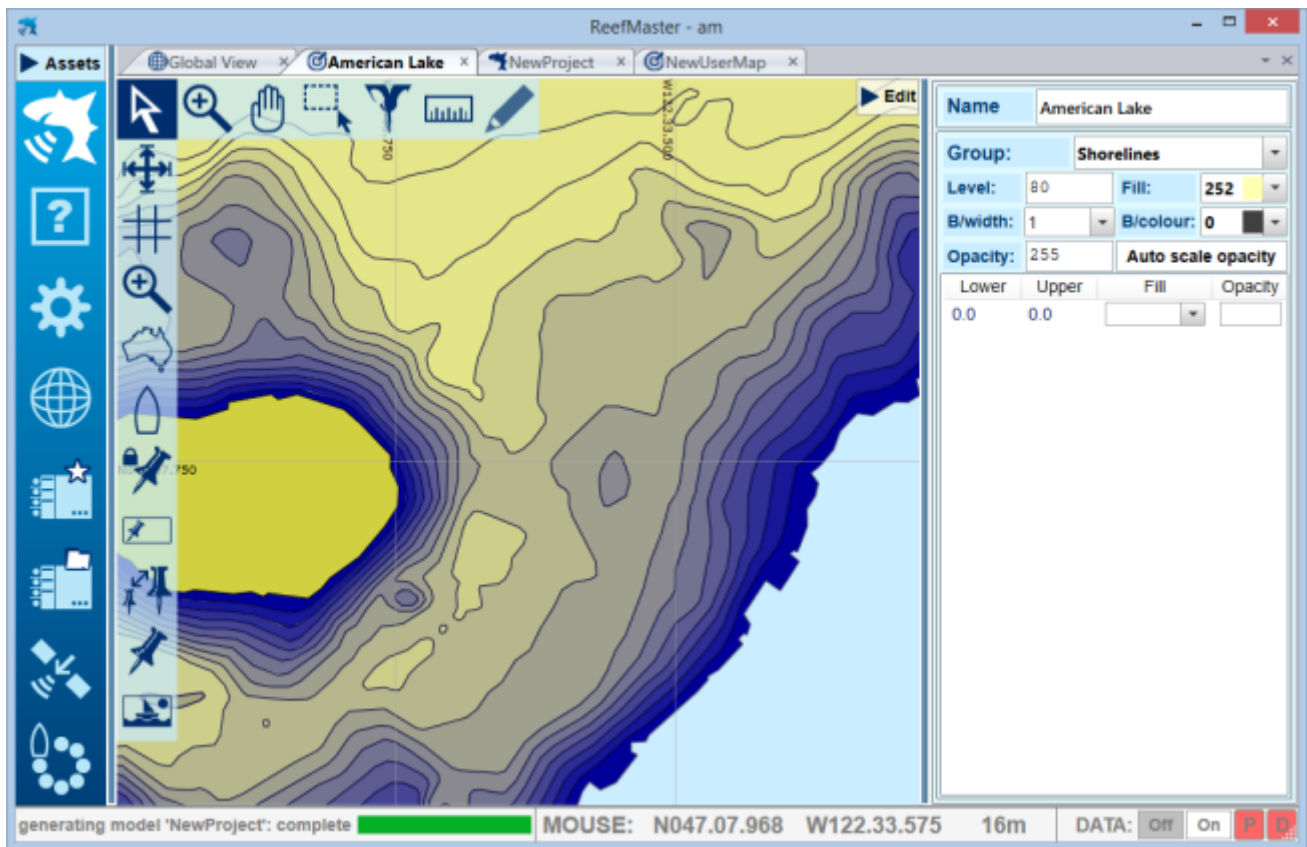 ReefMaster - am
Assets
Global View
American Lake
NewProject
NewUserMap
Edit
W122.33.500
Name American Lake
Group: Shorelines
Level: 80 Fill: 252
B/width: 1 B/colour: 0
Opacity: 255 Auto scale opacity
Lower Upper Fill Opacity
0.0 0.0
generating model 'NewProject': complete
MOUSE: N047.07.968 W122.33.575 16m
DATA: Off On P D